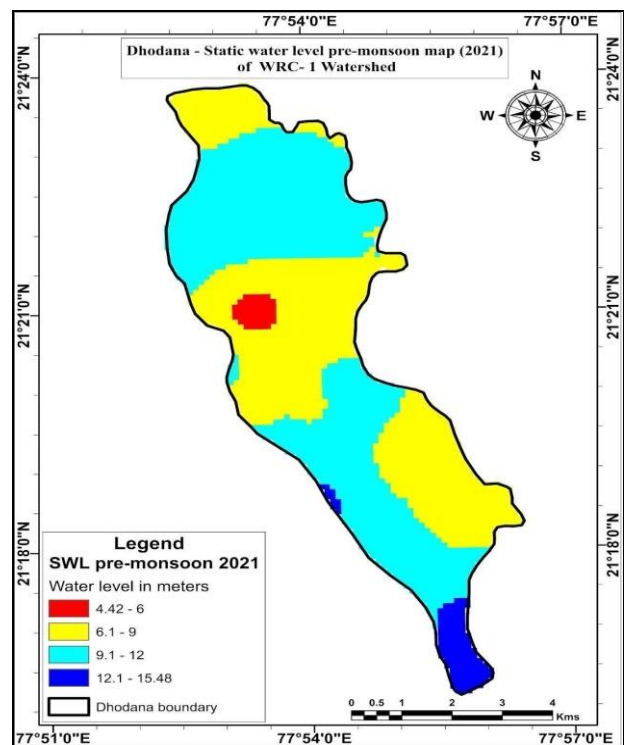 77°54'0"E
77°57'0"E
Dhodana - Static water level pre-monsoon map (2021)
of WRC- 1 Watershed
N
W
E
S
21°24'0"N
21°24'0"N
21°21'0"N
21°21'0"N
21°18'0"N
21°18'0"N
Legend
SWL pre-monsoon 2021
Water level in meters
4.42 - 6
6.1 - 9
9.1 - 12
12.1 - 15.48
Dhodana boundary
0 0.5 1 2 3 4
Kms
77°51'0"E
77°54'0"E
77°57'0"E